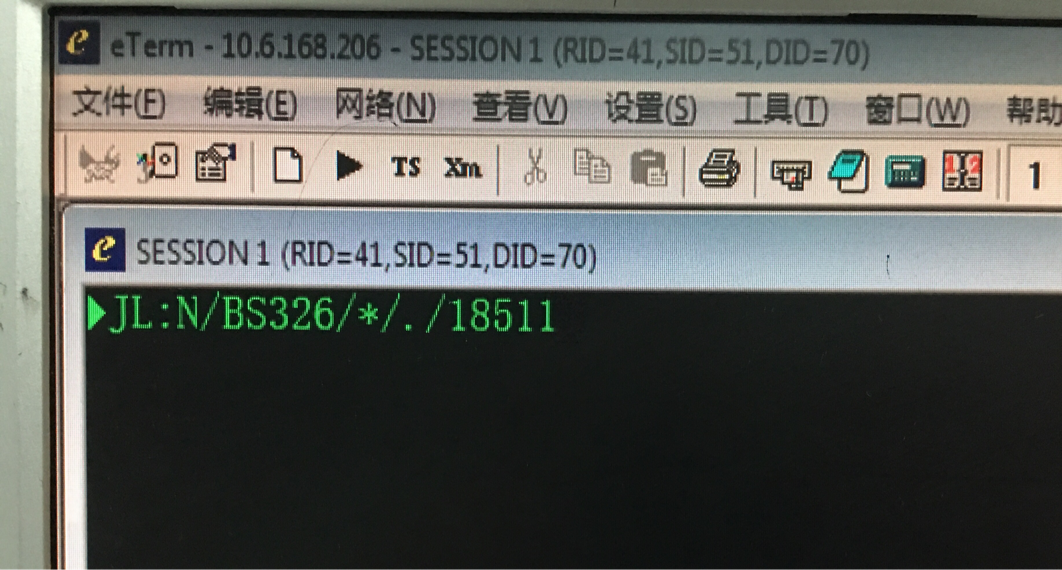 eTerm - 10.6.168.206 - SESSION 1 (RID=41,SID=51,DID=70)
文件(F) 编辑(E) 网络(N) 查看(V) 设置(S) 工具(T) 窗口(W) 帮助
TS Xm 1
SESSION 1 (RID=41,SID=51,DID=70)
▶JL:N/BS326/*/./18511